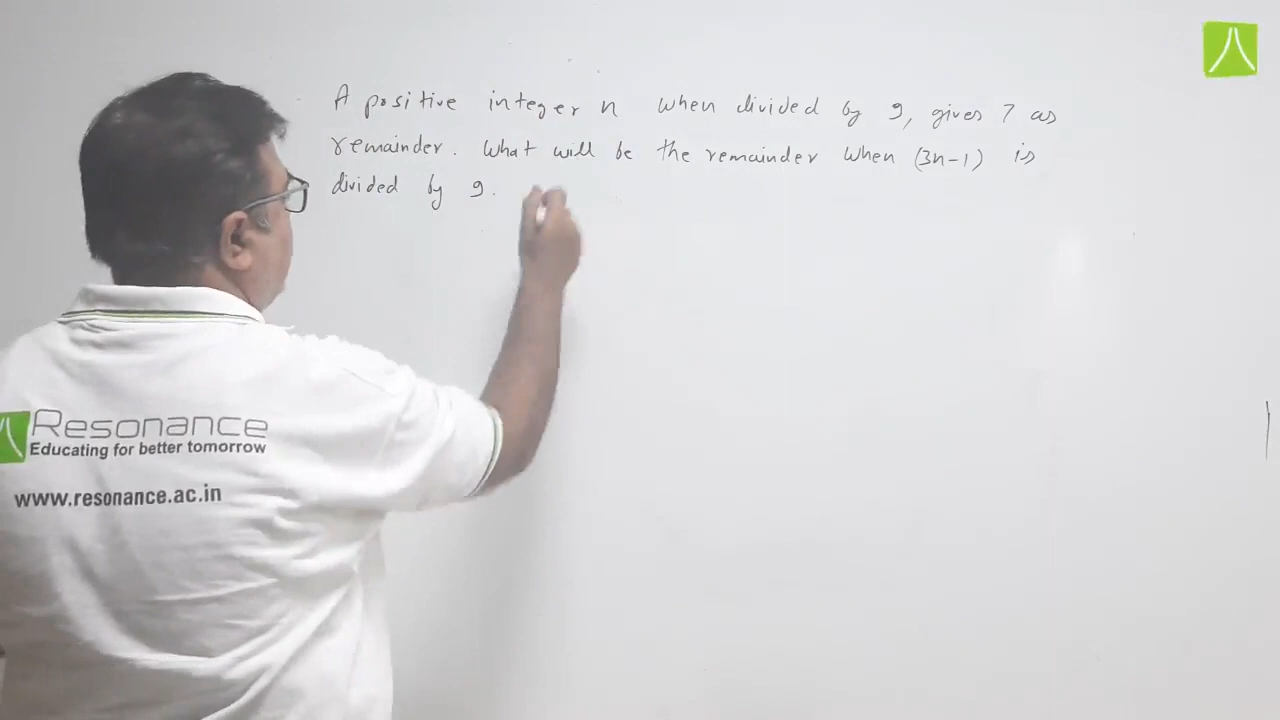 A positive integer n when divided by 9, gives 7 as
remainder. What will be the remainder when (3n-1) is
divided by 9.
Resonance
Educating for better tomorrow
www.resonance.ac.in